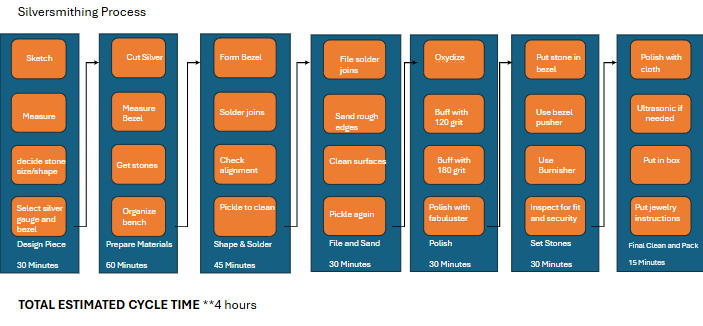 Silversmithing Process
Sketch
Measure
decide stone
size/shape
Select silver
gauge and
bezel
Design Piece
30 Minutes
Cut Silver
Measure
Bezel
Get stones
Organize
bench
Prepare Materials
60 Minutes
Form Bezel
Solder joins
Check
alignment
Pickle to clean
Shape & Solder
45 Minutes
File solder
joins
Sand rough
edges
Clean surfaces
Pickle again
File and Sand
30 Minutes
Oxydize
Buff with
120 grit
Buff with
180 grit
Polish with
fabuluster
Polish
30 Minutes
Put stone in
bezel
Use bezel
pusher
Use
Burnisher
Inspect for fit
and security
Set Stones
30 Minutes
Polish with
cloth
Ultrasonic if
needed
Put in box
Put jewelry
instructions
Final Clean and Pack
15 Minutes
TOTAL ESTIMATED CYCLE TIME **4 hours